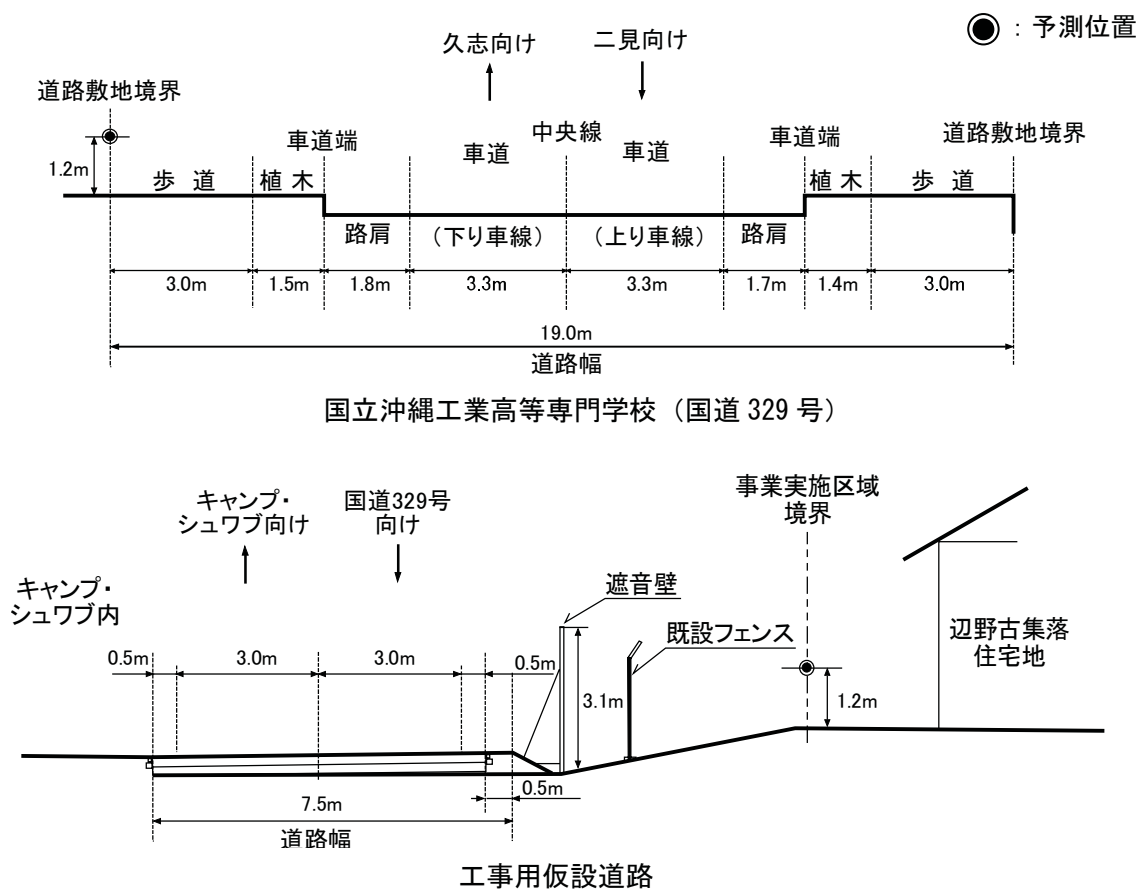 ：予測位置
久志向け
二見向け
道路敷地境界
中央線
車道端
車道
車道
車道端
道路敷地境界
1.2m
歩 道
植 木
植 木
歩 道
路肩
（下り車線）
（上り車線）
路肩
3.0m
1.5m
1.8m
3.3m
3.3m
1.7m
1.4m
3.0m
19.0m
道路幅
国立沖縄工業高等専門学校（国道 329 号）
キャンプ・
シュワブ向け
国道329号
向け
事業実施区域
境界
キャンプ・
シュワブ内
遮音壁
既設フェンス
辺野古集落
住宅地
0.5m
3.0m
3.0m
0.5m
3.1m
1.2m
0.5m
7.5m
道路幅
工事用仮設道路